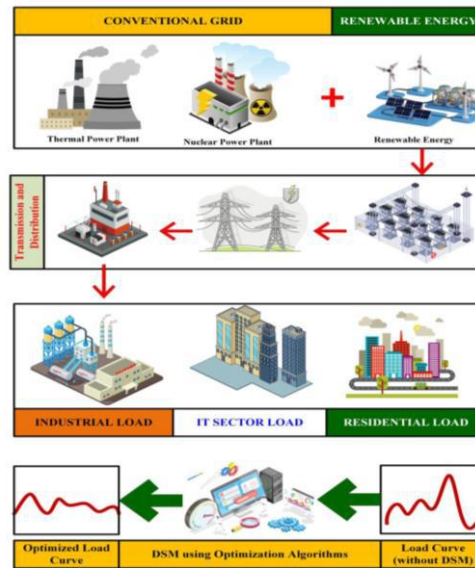 CONVENTIONAL GRID
RENEWABLE ENERGY
Thermal Power Plant
Nuclear Power Plant
Renewable Energy
Transmission and
Distribution
INDUSTRIAL LOAD
IT SECTOR LOAD
RESIDENTIAL LOAD
Optimized Load
Curve
DSM using Optimization Algorithms
Load Curve
(without DSM)